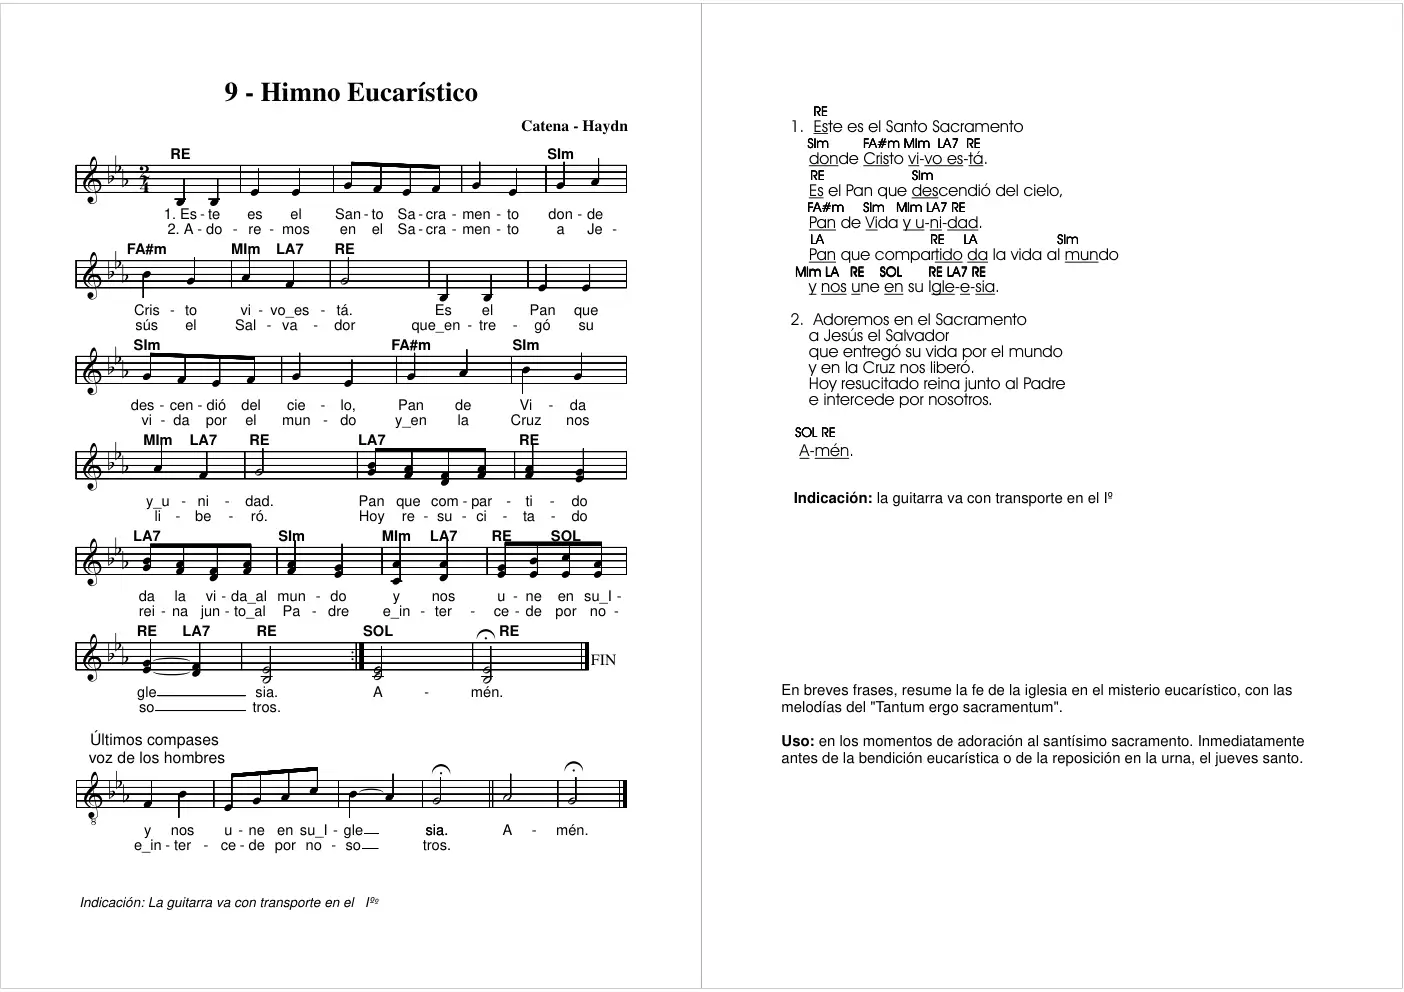 9 - Himno Eucarístico
Catena - Haydn
RE SIm
1. Es - te es el San - to Sa - cra - men - to don - de
2. A - do - re - mos en el Sa - cra - men - to a Je -
FA#m MIm LA7 RE
Cris - to vi - vo_es - tá. Es el Pan que
sús el Sal - va - dor que_en - tre - gó su
SIm FA#m SIm
des - cen - dió del cie - lo, Pan de Vi - da
vi - da por el mun - do y_en la Cruz nos
MIm LA7 RE LA7 RE
y_u - ni - dad. Pan que com - par - ti - do
li - be - ró. Hoy re - su - ci - ta - do
LA7 SIm MIm LA7 RE SOL
da la vi - da_al mun - do y nos u - ne en su_I -
rei - na jun - to_al Pa - dre e_in - ter - ce - de por no -
RE LA7 RE SOL RE
FIN
gle sia. A - mén.
so tros.
Últimos compases
voz de los hombres
8
y nos u - ne en su_I - gle sia. A - mén.
e_in - ter - ce - de por no - so tros.
Indicación: La guitarra va con transporte en el Iºº
RE
1. Este es el Santo Sacramento
SIm FA#m MIm LA7 RE
donde Cristo vi-vo es-tá.
RE SIm
Es el Pan que descendió del cielo,
FA#m SIm MIm LA7 RE
Pan de Vida y u-ni-dad.
LA RE LA SIm
Pan que compartido da la vida al mundo
MIm LA RE SOL RE LA7 RE
y nos une en su Igle-e-sia.
2. Adoremos en el Sacramento
a Jesús el Salvador
que entregó su vida por el mundo
y en la Cruz nos liberó.
Hoy resucitado reina junto al Padre
e intercede por nosotros.
SOL RE
A-mén.
Indicación: la guitarra va con transporte en el Iº
En breves frases, resume la fe de la iglesia en el misterio eucarístico, con las
melodías del "Tantum ergo sacramentum".
Uso: en los momentos de adoración al santísimo sacramento. Inmediatamente
antes de la bendición eucarística o de la reposición en la urna, el jueves santo.